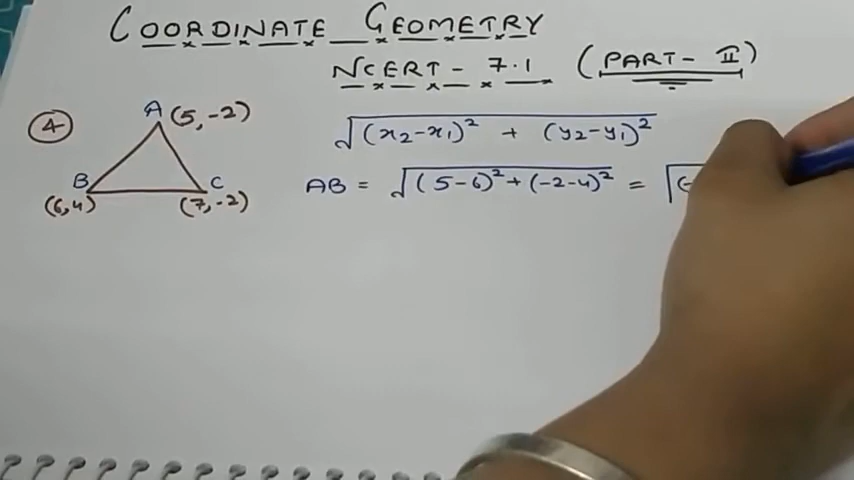 COORDINATE GEOMETRY
NCERT - 7.1 (PART - II)
4
A (5, -2)
√(x₂-x₁)² + (y₂-y₁)²
B
C
(6,4)
(7,-2)
AB = √(5-6)²+(-2-4)² = √(-